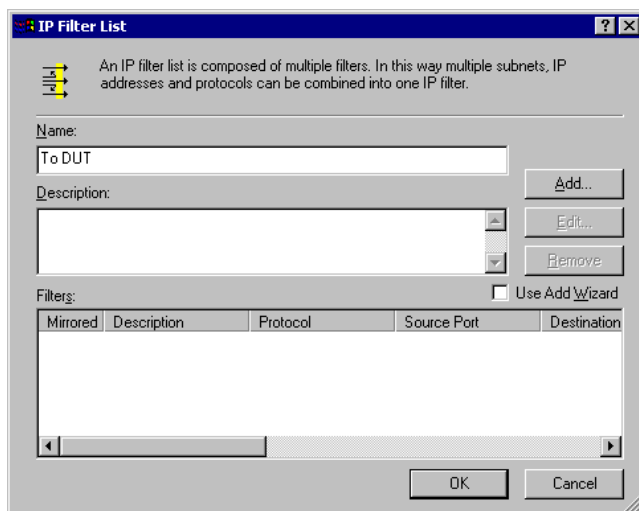 IP Filter List
An IP filter list is composed of multiple filters. In this way multiple subnets, IP
addresses and protocols can be combined into one IP filter.
Name:
To DUT
Add...
Description:
Edit...
Remove
Filters:
Use Add Wizard
Mirrored Description Protocol Source Port Destination
OK Cancel